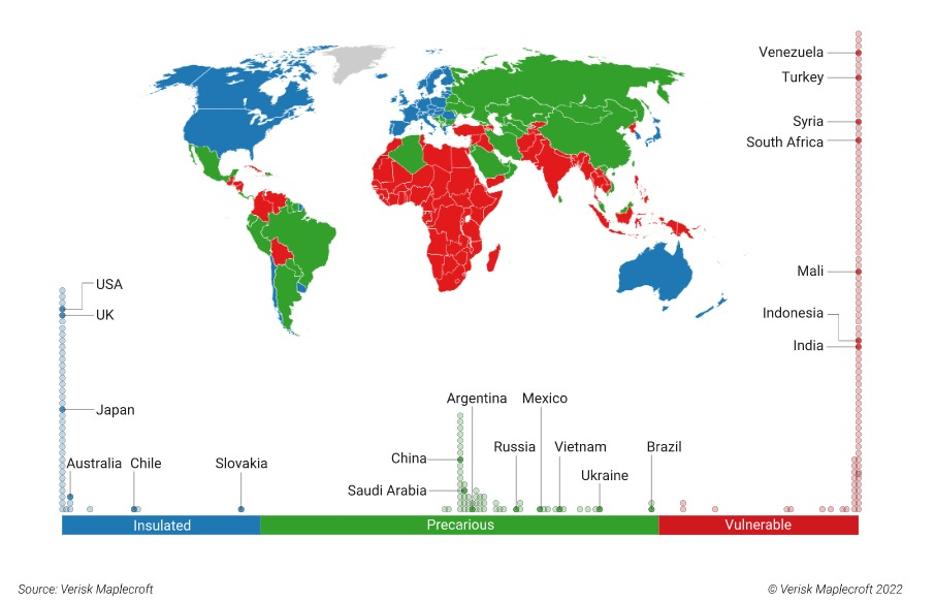 Venezuela
Turkey
Syria
South Africa
USA
UK
Mali
Indonesia
India
Japan
Argentina
Mexico
Australia
Chile
Slovakia
China
Saudi Arabia
Russia
Vietnam
Ukraine
Brazil
Insulated
Precarious
Vulnerable
Source: Verisk Maplecroft
© Verisk Maplecroft 2022